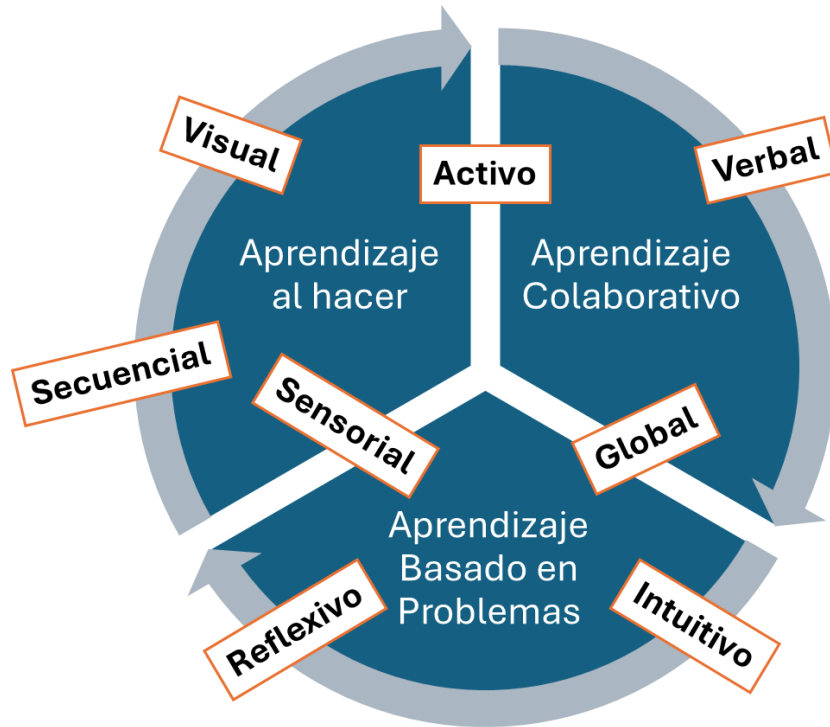 Visual
Activo
Verbal
Aprendizaje
al hacer
Aprendizaje
Colaborativo
Secuencial
Sensorial
Global
Aprendizaje
Basado en
Problemas
Reflexivo
Intuitivo